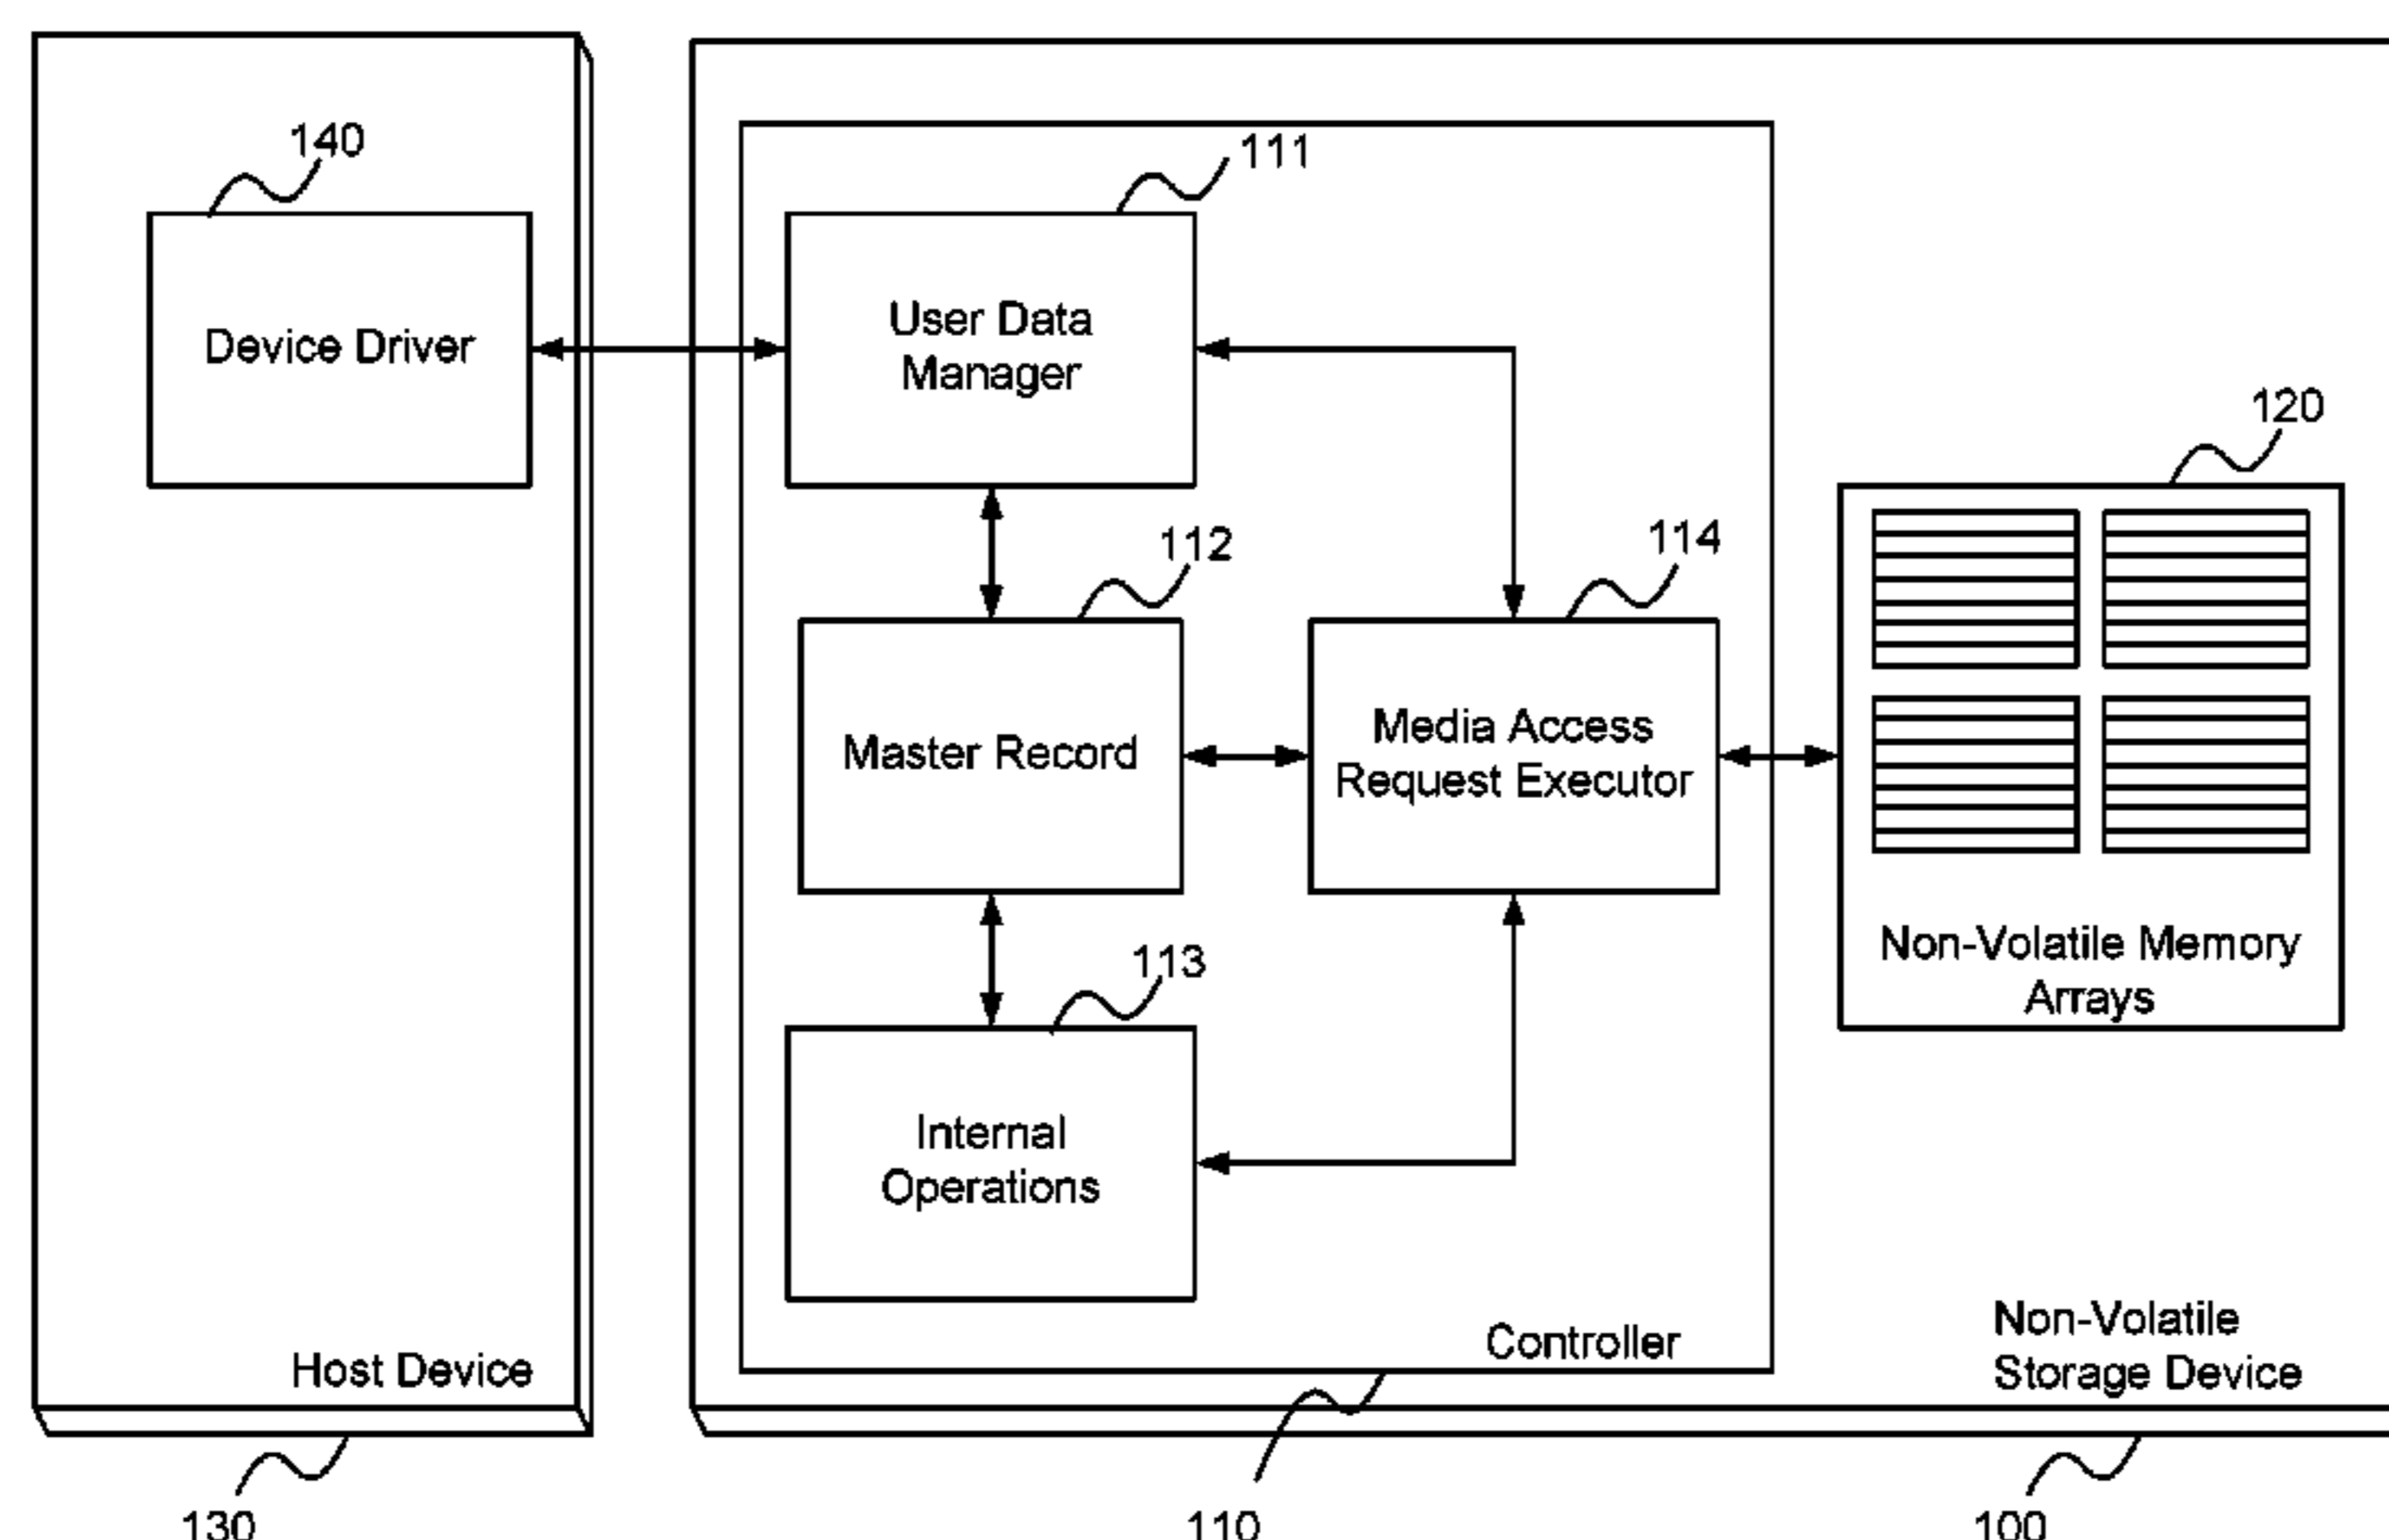 140
111
Device Driver
User Data
Manager
120
112
114
Master Record
Media Access
Request Executor
113
Non-Volatile Memory
Arrays
Internal
Operations
Host Device
Controller
Non-Volatile
Storage Device
130
110
100